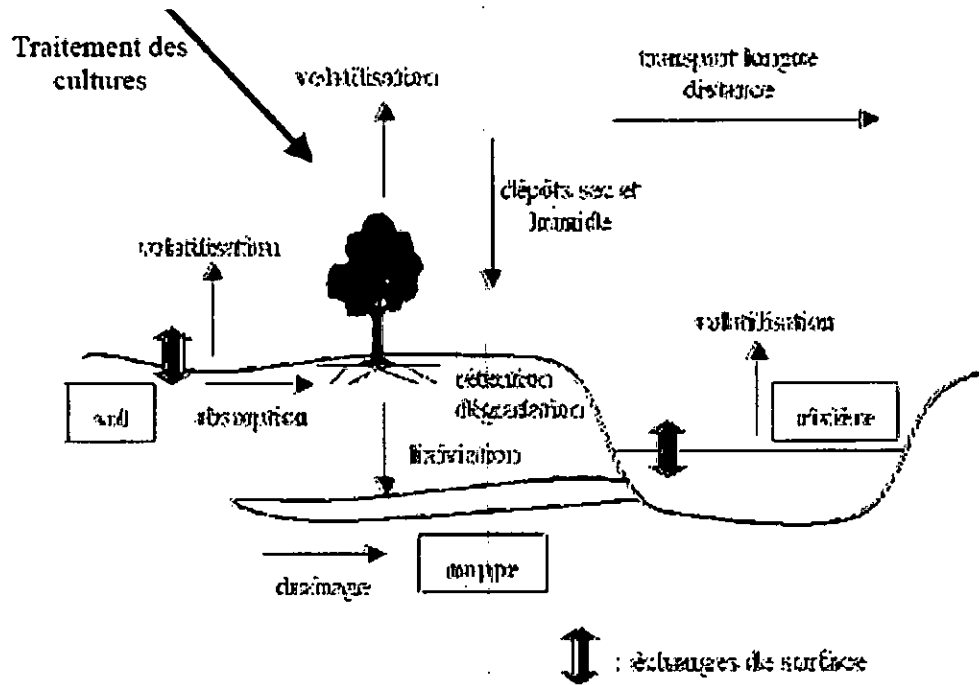 Traitement des
cultures
volatilisation
transport longue
distance
dépôts sec et
humide
volatilisation
volatilisation
rétention
dégradation
sol
absorption
rivière
lixiviation
drainage
nappe
: échanges de surface